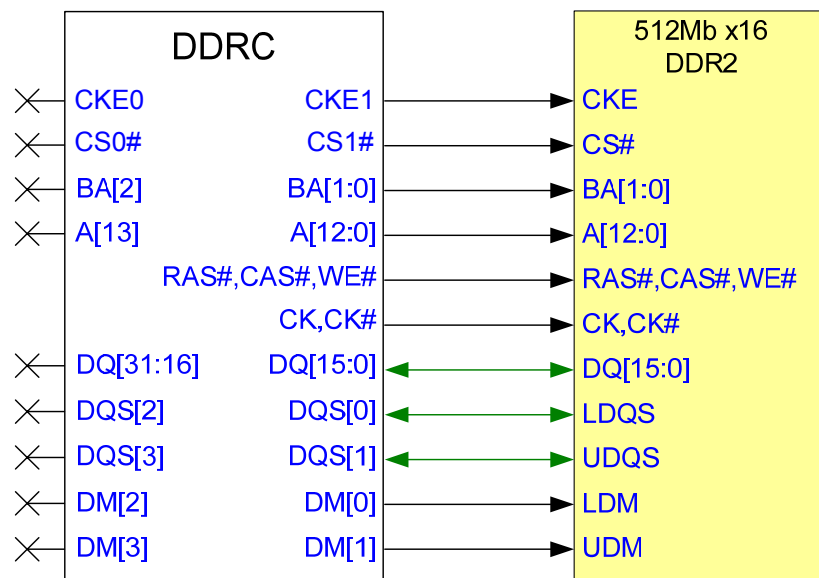 DDRC
512Mb x16
DDR2
CKE0 CKE1 CKE
CS0# CS1# CS#
BA[2] BA[1:0] BA[1:0]
A[13] A[12:0] A[12:0]
RAS#,CAS#,WE# RAS#,CAS#,WE#
CK,CK# CK,CK#
DQ[31:16] DQ[15:0] DQ[15:0]
DQS[2] DQS[0] LDQS
DQS[3] DQS[1] UDQS
DM[2] DM[0] LDM
DM[3] DM[1] UDM